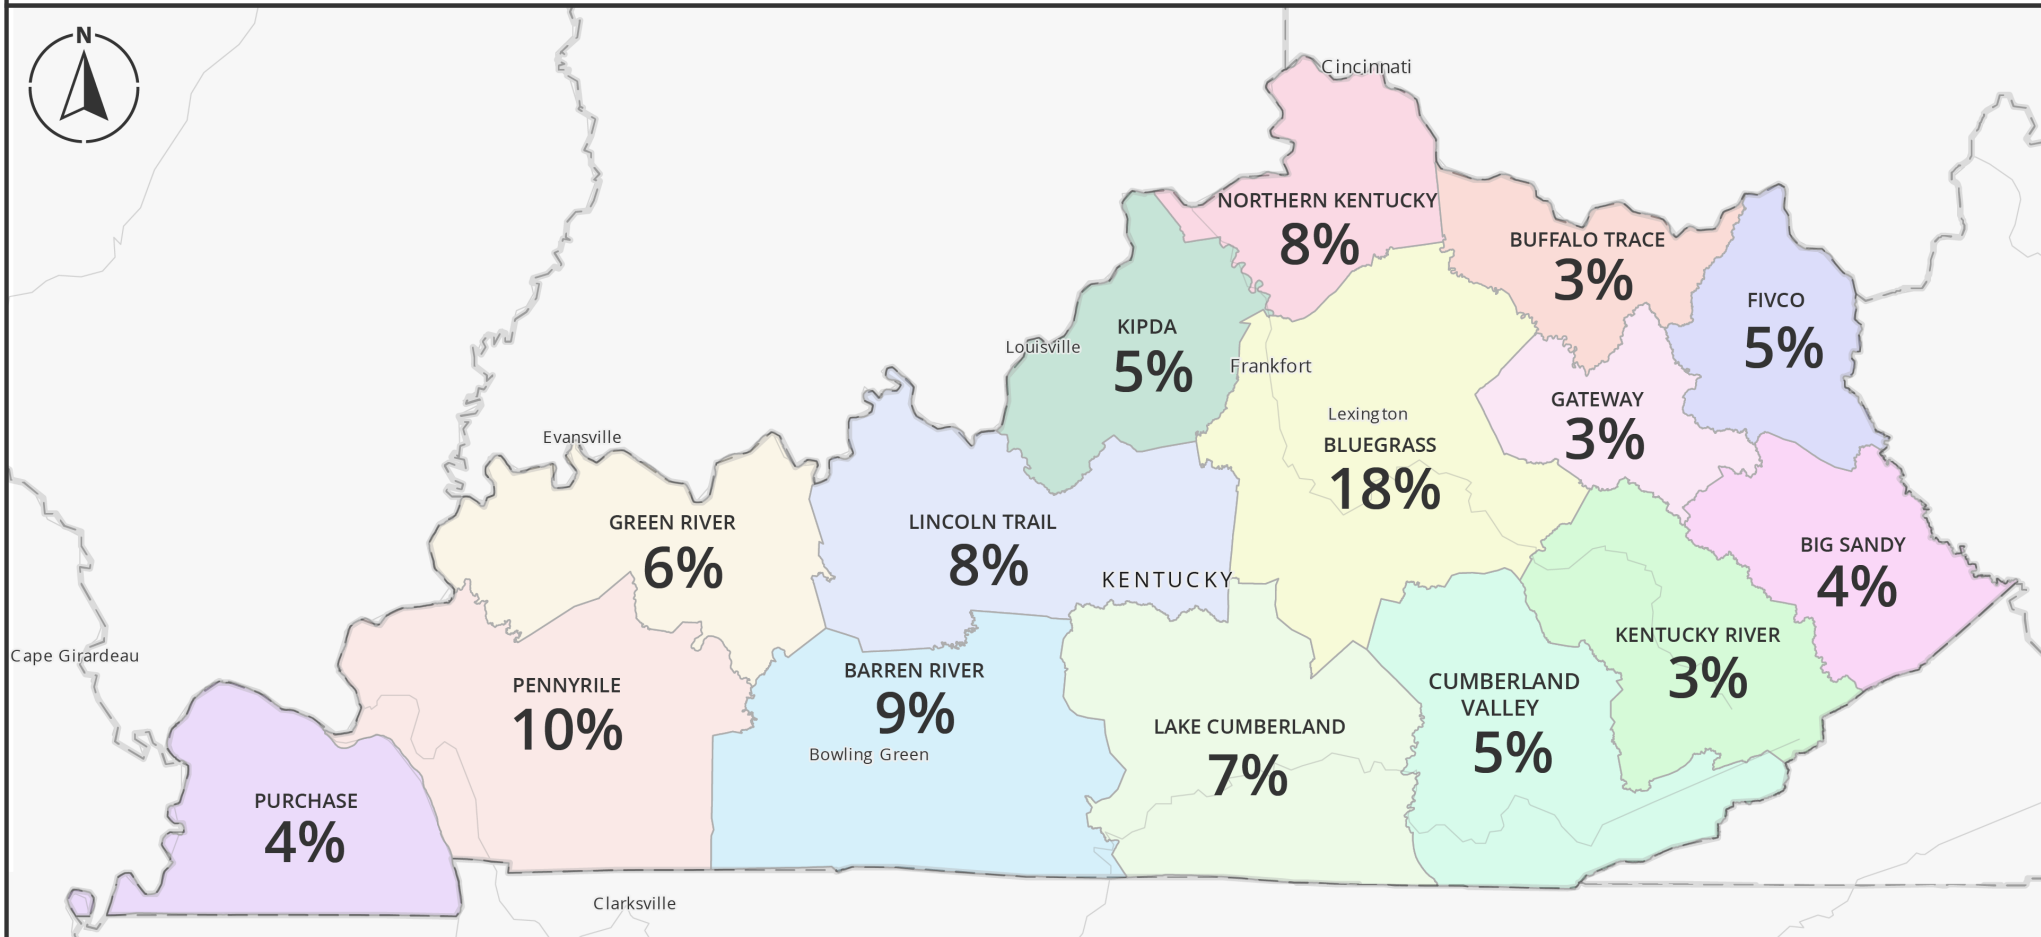 N
Cincinnati
NORTHERN KENTUCKY
8%
BUFFALO TRACE
3%
FIVCO
5%
KIPDA
5%
Louisville
Frankfort
Lexington
BLUEGRASS
18%
GATEWAY
3%
Evansville
GREEN RIVER
6%
LINCOLN TRAIL
8%
KENTUCKY
BIG SANDY
4%
KENTUCKY RIVER
3%
Cape Girardeau
PENNYRILE
10%
BARREN RIVER
9%
Bowling Green
LAKE CUMBERLAND
7%
CUMBERLAND
VALLEY
5%
PURCHASE
4%
Clarksville